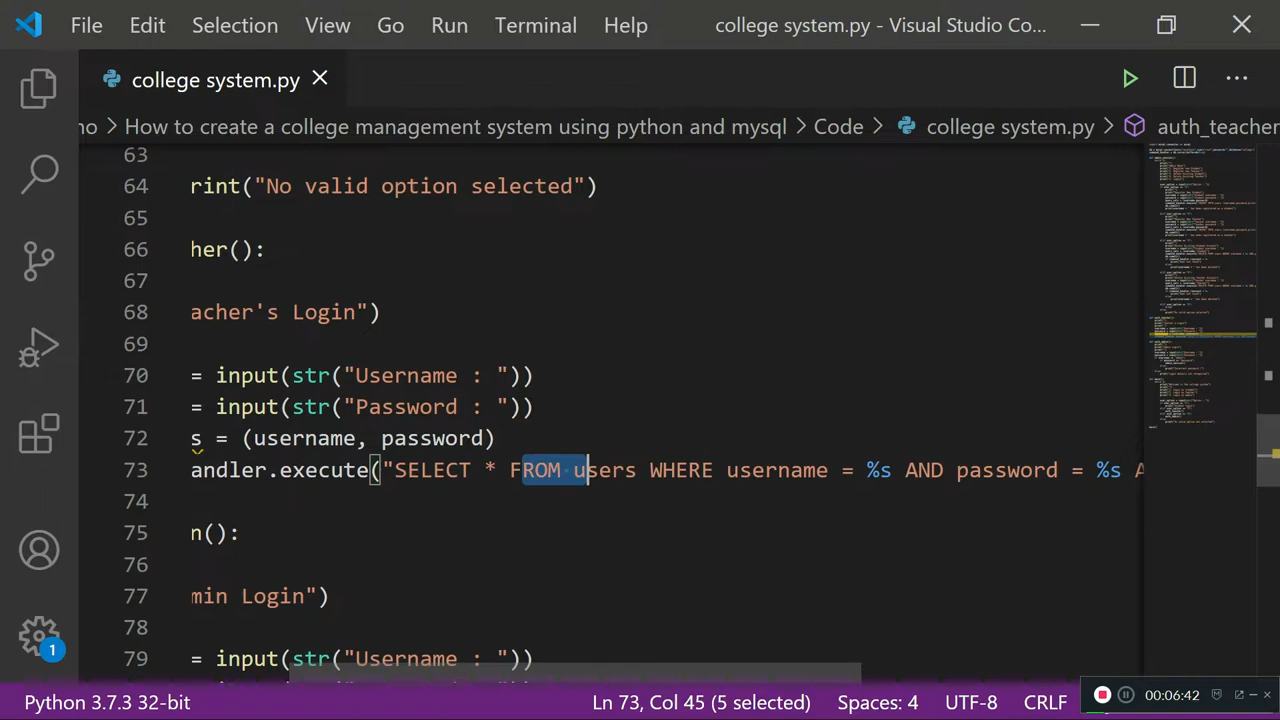 File Edit Selection View Go Run Terminal Help college system.py - Visual Studio Co...
college system.py
no > How to create a college management system using python and mysql > Code > college system.py > auth_teacher
63
64 rint("No valid option selected")
65
66 her():
67
68 acher's Login")
69
70 = input(str("Username : "))
71 = input(str("Password : "))
72 s = (username, password)
73 andler.execute("SELECT * FROM users WHERE username = %s AND password = %s A
74
75 n():
76
77 min Login")
78
79 = input(str("Username : "))
1
Python 3.7.3 32-bit Ln 73, Col 45 (5 selected) Spaces: 4 UTF-8 CRLF 00:06:42